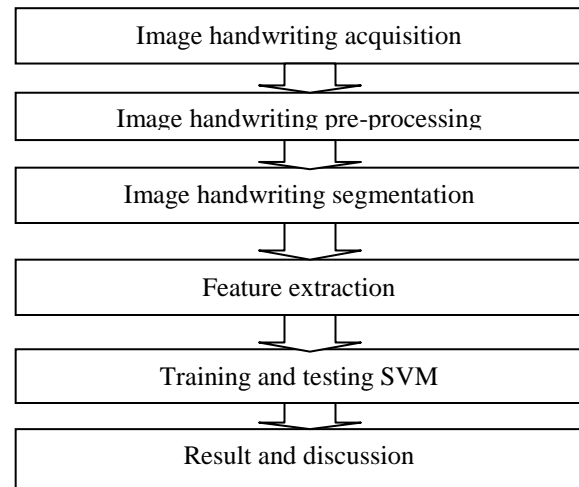 Image handwriting acquisition
Image handwriting pre-processing
Image handwriting segmentation
Feature extraction
Training and testing SVM
Result and discussion